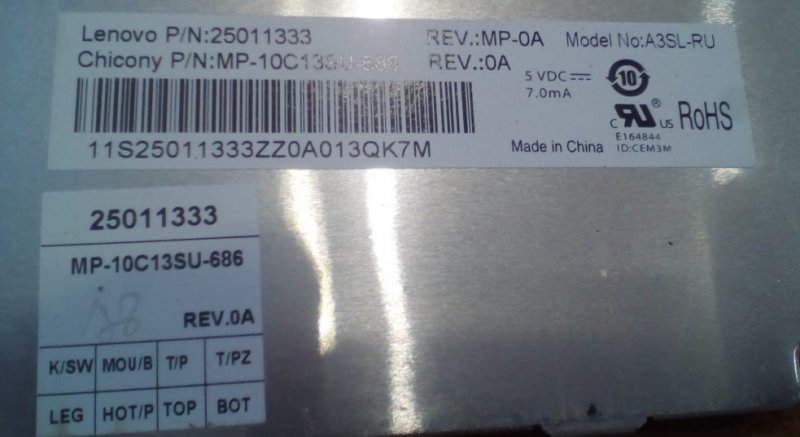 Lenovo P/N:25011333 REV.:MP-0A Model No:A3SL-RU
Chicony P/N:MP-10C13SU-686 REV.:0A
5 VDC
7.0mA
10
c RU ® US RoHS
E164844
ID:CEM3M
Made in China
11S25011333ZZ0A013QK7M
25011333
MP-10C13SU-686
REV.0A
K/SW MOU/B T/P T/PZ
LEG HOT/P TOP BOT